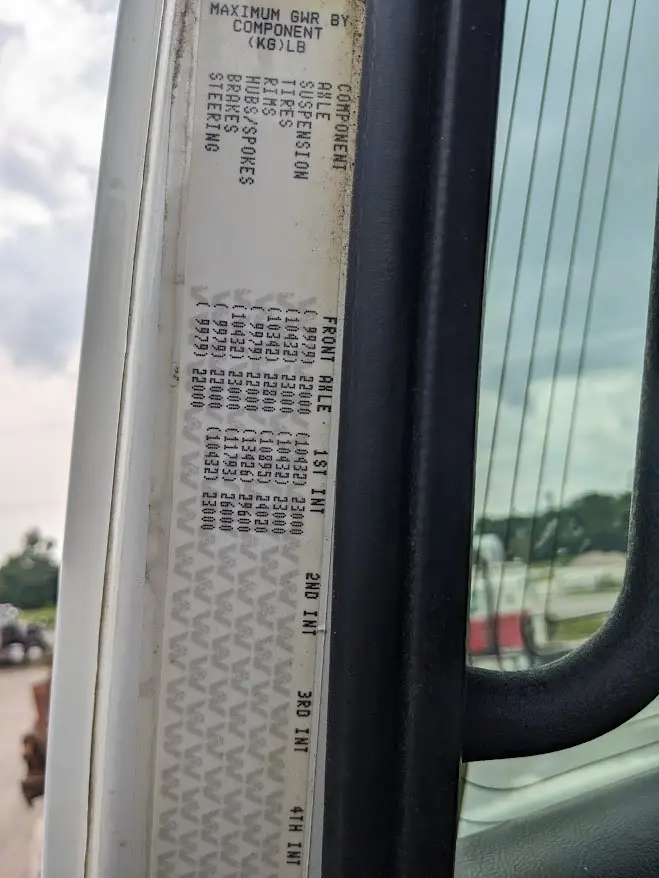 MAXIMUM GWR BY
COMPONENT
(KG)LB
COMPONENT FRONT AXLE 1ST INT 2ND INT 3RD INT 4TH INT
AXLE ( 9979) 22000 (10432) 23000
SUSPENSION (10432) 23000 (10432) 23000
TIRES (10342) 22800 (10895) 24020
RIMS ( 9979) 22000 (13426) 29600
HUBS/SPOKES (10432) 23000 (11793) 26000
BRAKES ( 9979) 22000 (10432) 23000
STEERING ( 9979) 22000